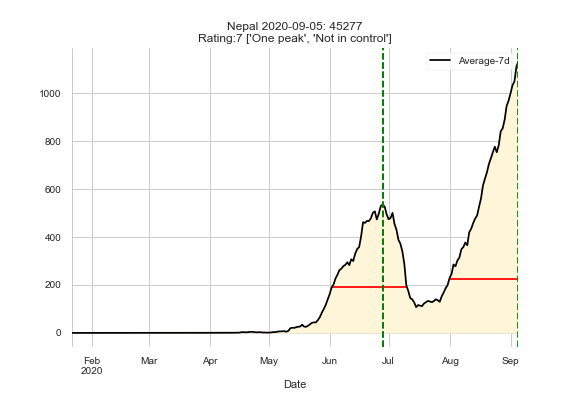 Nepal 2020-09-05: 45277
Rating:7 ['One peak', 'Not in control']
Average-7d
1000
800
600
400
200
0
Feb Mar Apr May Jun Jul Aug Sep
2020
Date